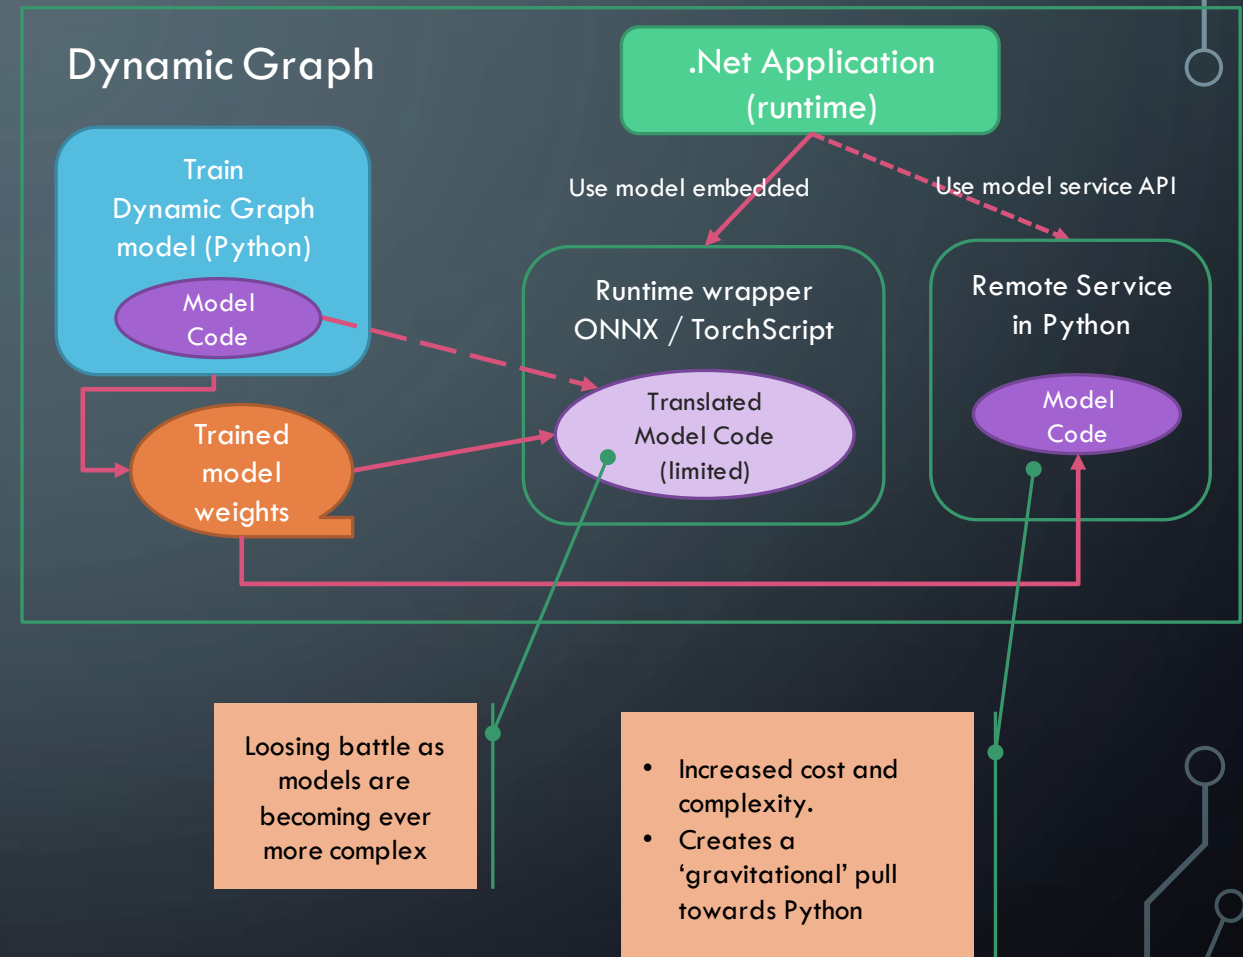 Dynamic Graph
.Net Application
(runtime)
Train
Dynamic Graph
model (Python)
Model
Code
Use model embedded
Use model service API
Runtime wrapper
ONNX / TorchScript
Remote Service
in Python
Translated
Model Code
(limited)
Model
Code
Trained
model
weights
Loosing battle as
models are
becoming ever
more complex
• Increased cost and
complexity.
• Creates a
‘gravitational’ pull
towards Python